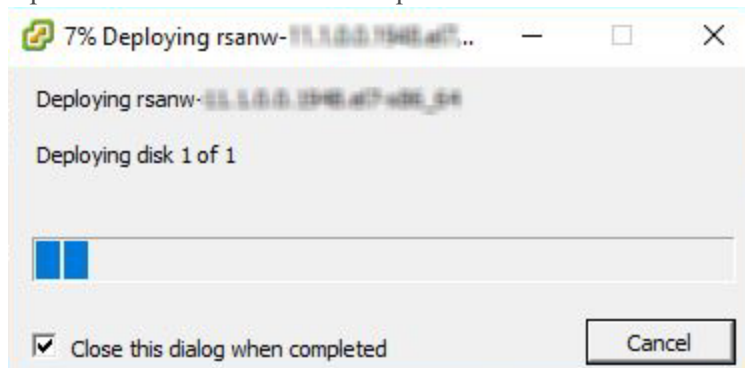 7% Deploying rsanw-
Deploying rsanw-
Deploying disk 1 of 1
Close this dialog when completed
Cancel